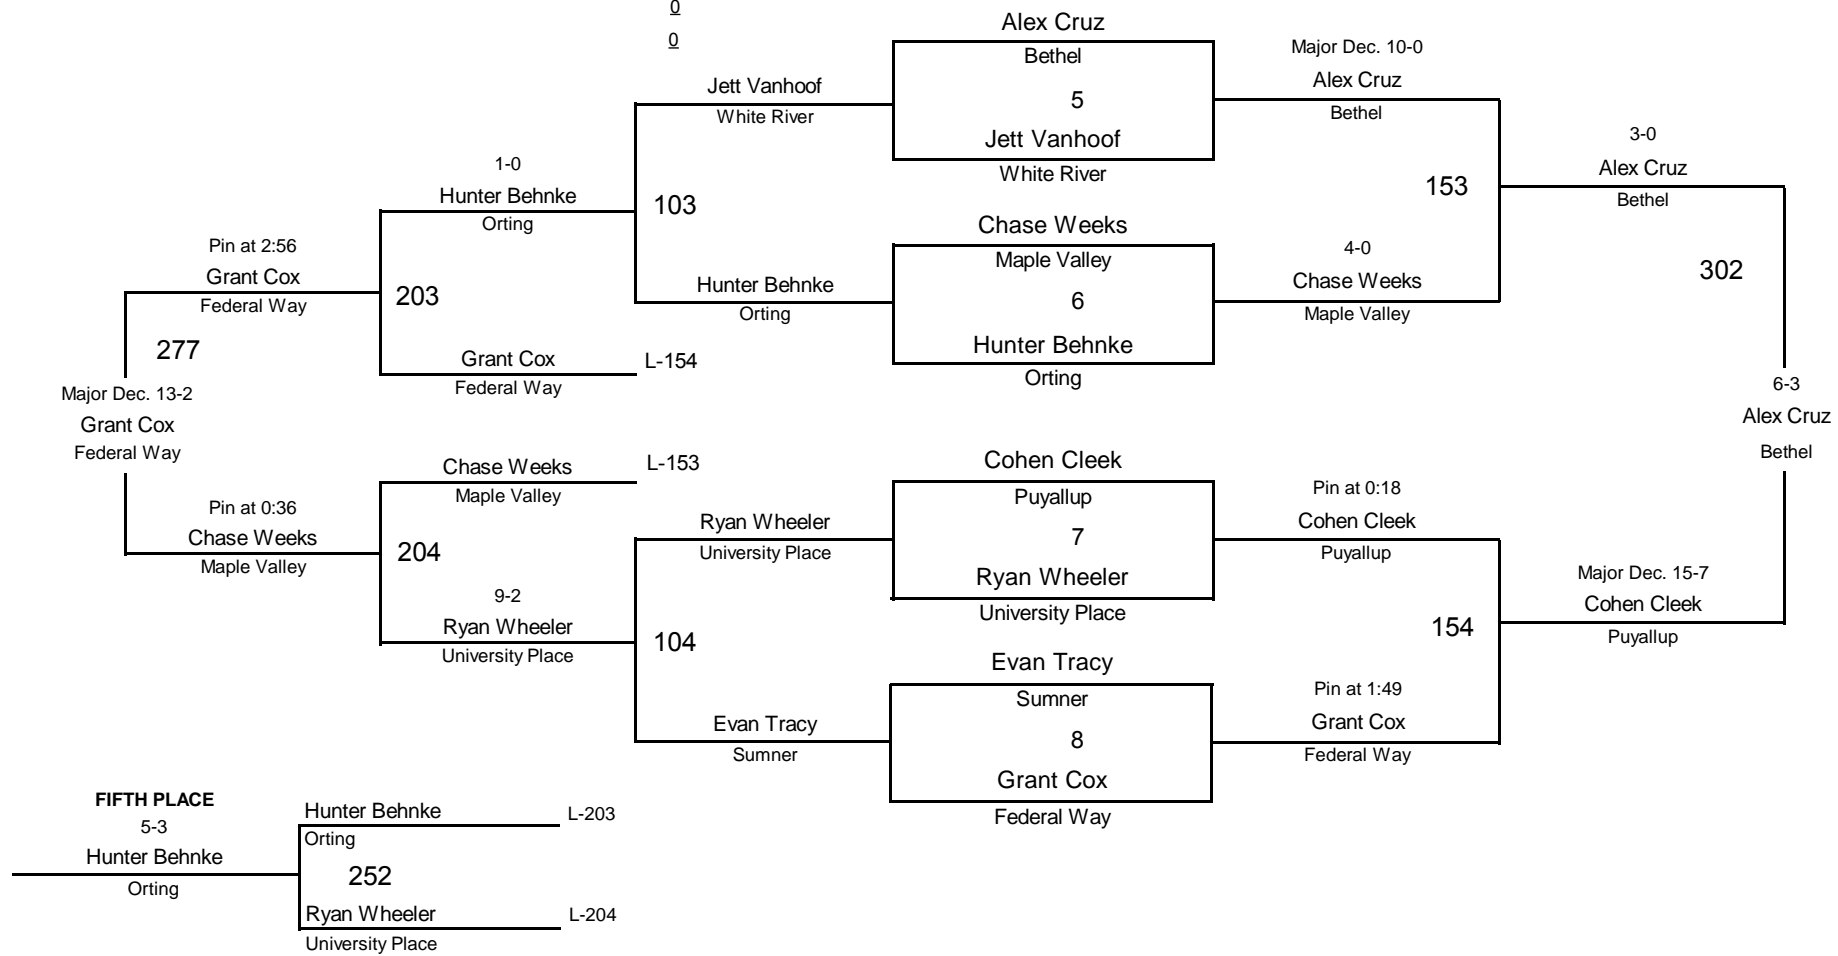 0
0
Alex Cruz
Bethel
5
Jett Vanhoof
White River
Jett Vanhoof
White River
Major Dec. 10-0
Alex Cruz
Bethel
3-0
Alex Cruz
Bethel
153
1-0
Hunter Behnke
Orting
103
Pin at 2:56
Grant Cox
Federal Way
203
Hunter Behnke
Orting
Chase Weeks
Maple Valley
6
Hunter Behnke
Orting
4-0
Chase Weeks
Maple Valley
302
277
Grant Cox
Federal Way
L-154
Major Dec. 13-2
Grant Cox
Federal Way
6-3
Alex Cruz
Bethel
Chase Weeks
Maple Valley
L-153
Cohen Cleek
Puyallup
7
Ryan Wheeler
University Place
Ryan Wheeler
University Place
Pin at 0:18
Cohen Cleek
Puyallup
Pin at 0:36
Chase Weeks
Maple Valley
204
9-2
Ryan Wheeler
University Place
104
154
Major Dec. 15-7
Cohen Cleek
Puyallup
Evan Tracy
Sumner
Evan Tracy
Sumner
8
Grant Cox
Federal Way
Pin at 1:49
Grant Cox
Federal Way
FIFTH PLACE
5-3
Hunter Behnke
Orting
Hunter Behnke
Orting
L-203
252
Ryan Wheeler
University Place
L-204